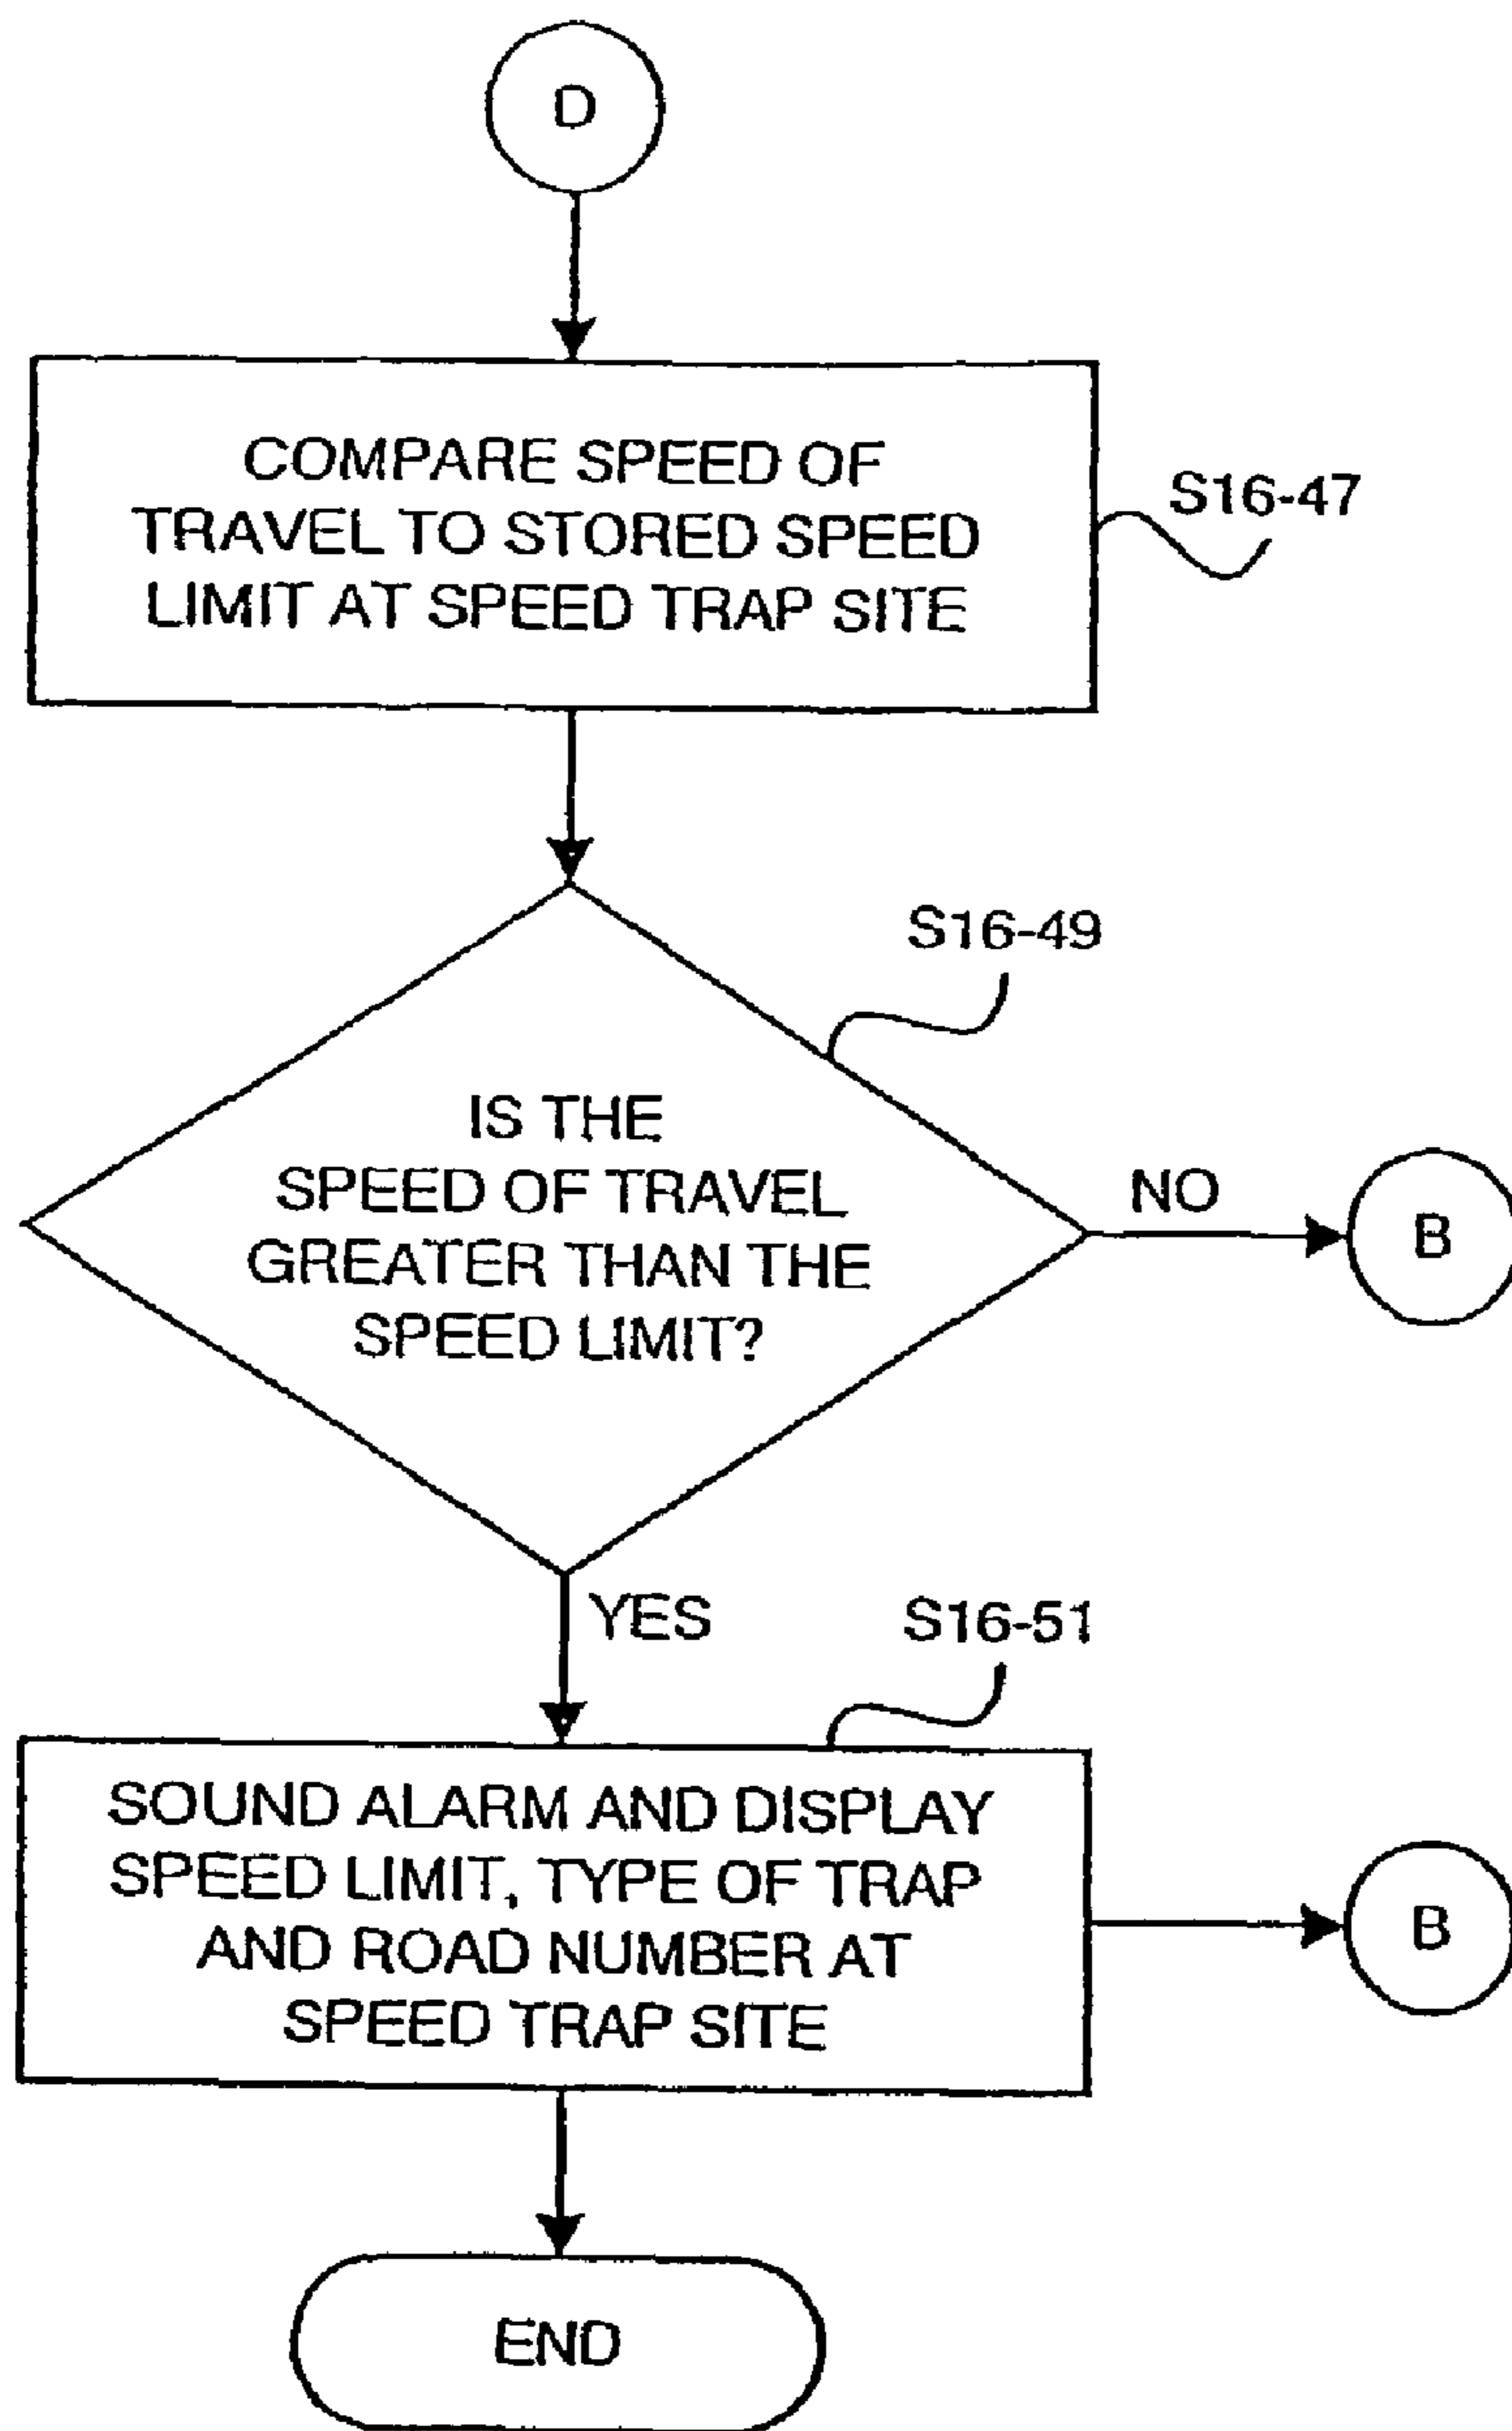 D
COMPARE SPEED OF
TRAVEL TO STORED SPEED
LIMIT AT SPEED TRAP SITE
S16-47
S16-49
IS THE
SPEED OF TRAVEL
GREATER THAN THE
SPEED LIMIT?
NO
B
YES
S16-51
SOUND ALARM AND DISPLAY
SPEED LIMIT, TYPE OF TRAP
AND ROAD NUMBER AT
SPEED TRAP SITE
B
END